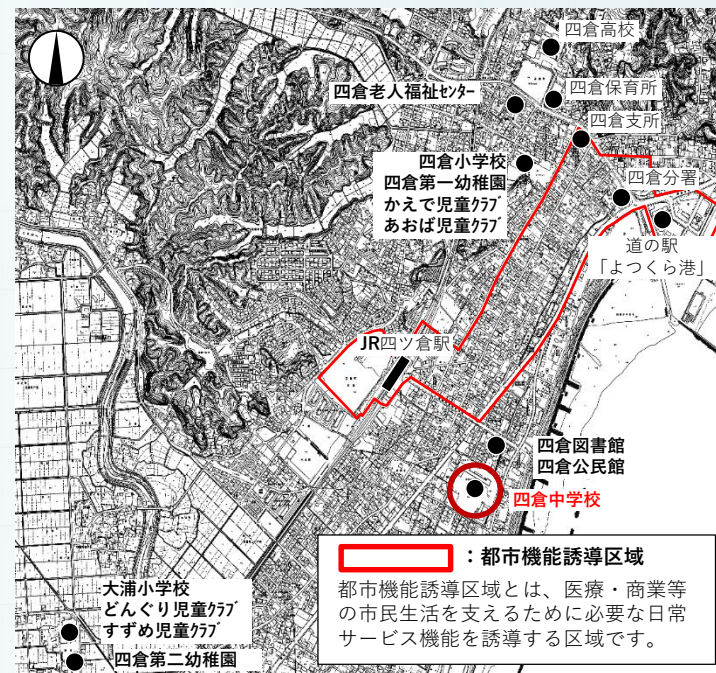 四倉高校
四倉老人福祉ｾﾝﾀｰ
四倉保育所
四倉支所
四倉小学校
四倉第一幼稚園
かえで児童ｸﾗﾌﾞ
あおば児童ｸﾗﾌﾞ
四倉分署
道の駅
「よつくら港」
JR四ツ倉駅
四倉図書館
四倉公民館
四倉中学校
：都市機能誘導区域
都市機能誘導区域とは、医療・商業等
の市民生活を支えるために必要な日常
サービス機能を誘導する区域です。
大浦小学校
どんぐり児童ｸﾗﾌﾞ
すずめ児童ｸﾗﾌﾞ
四倉第二幼稚園